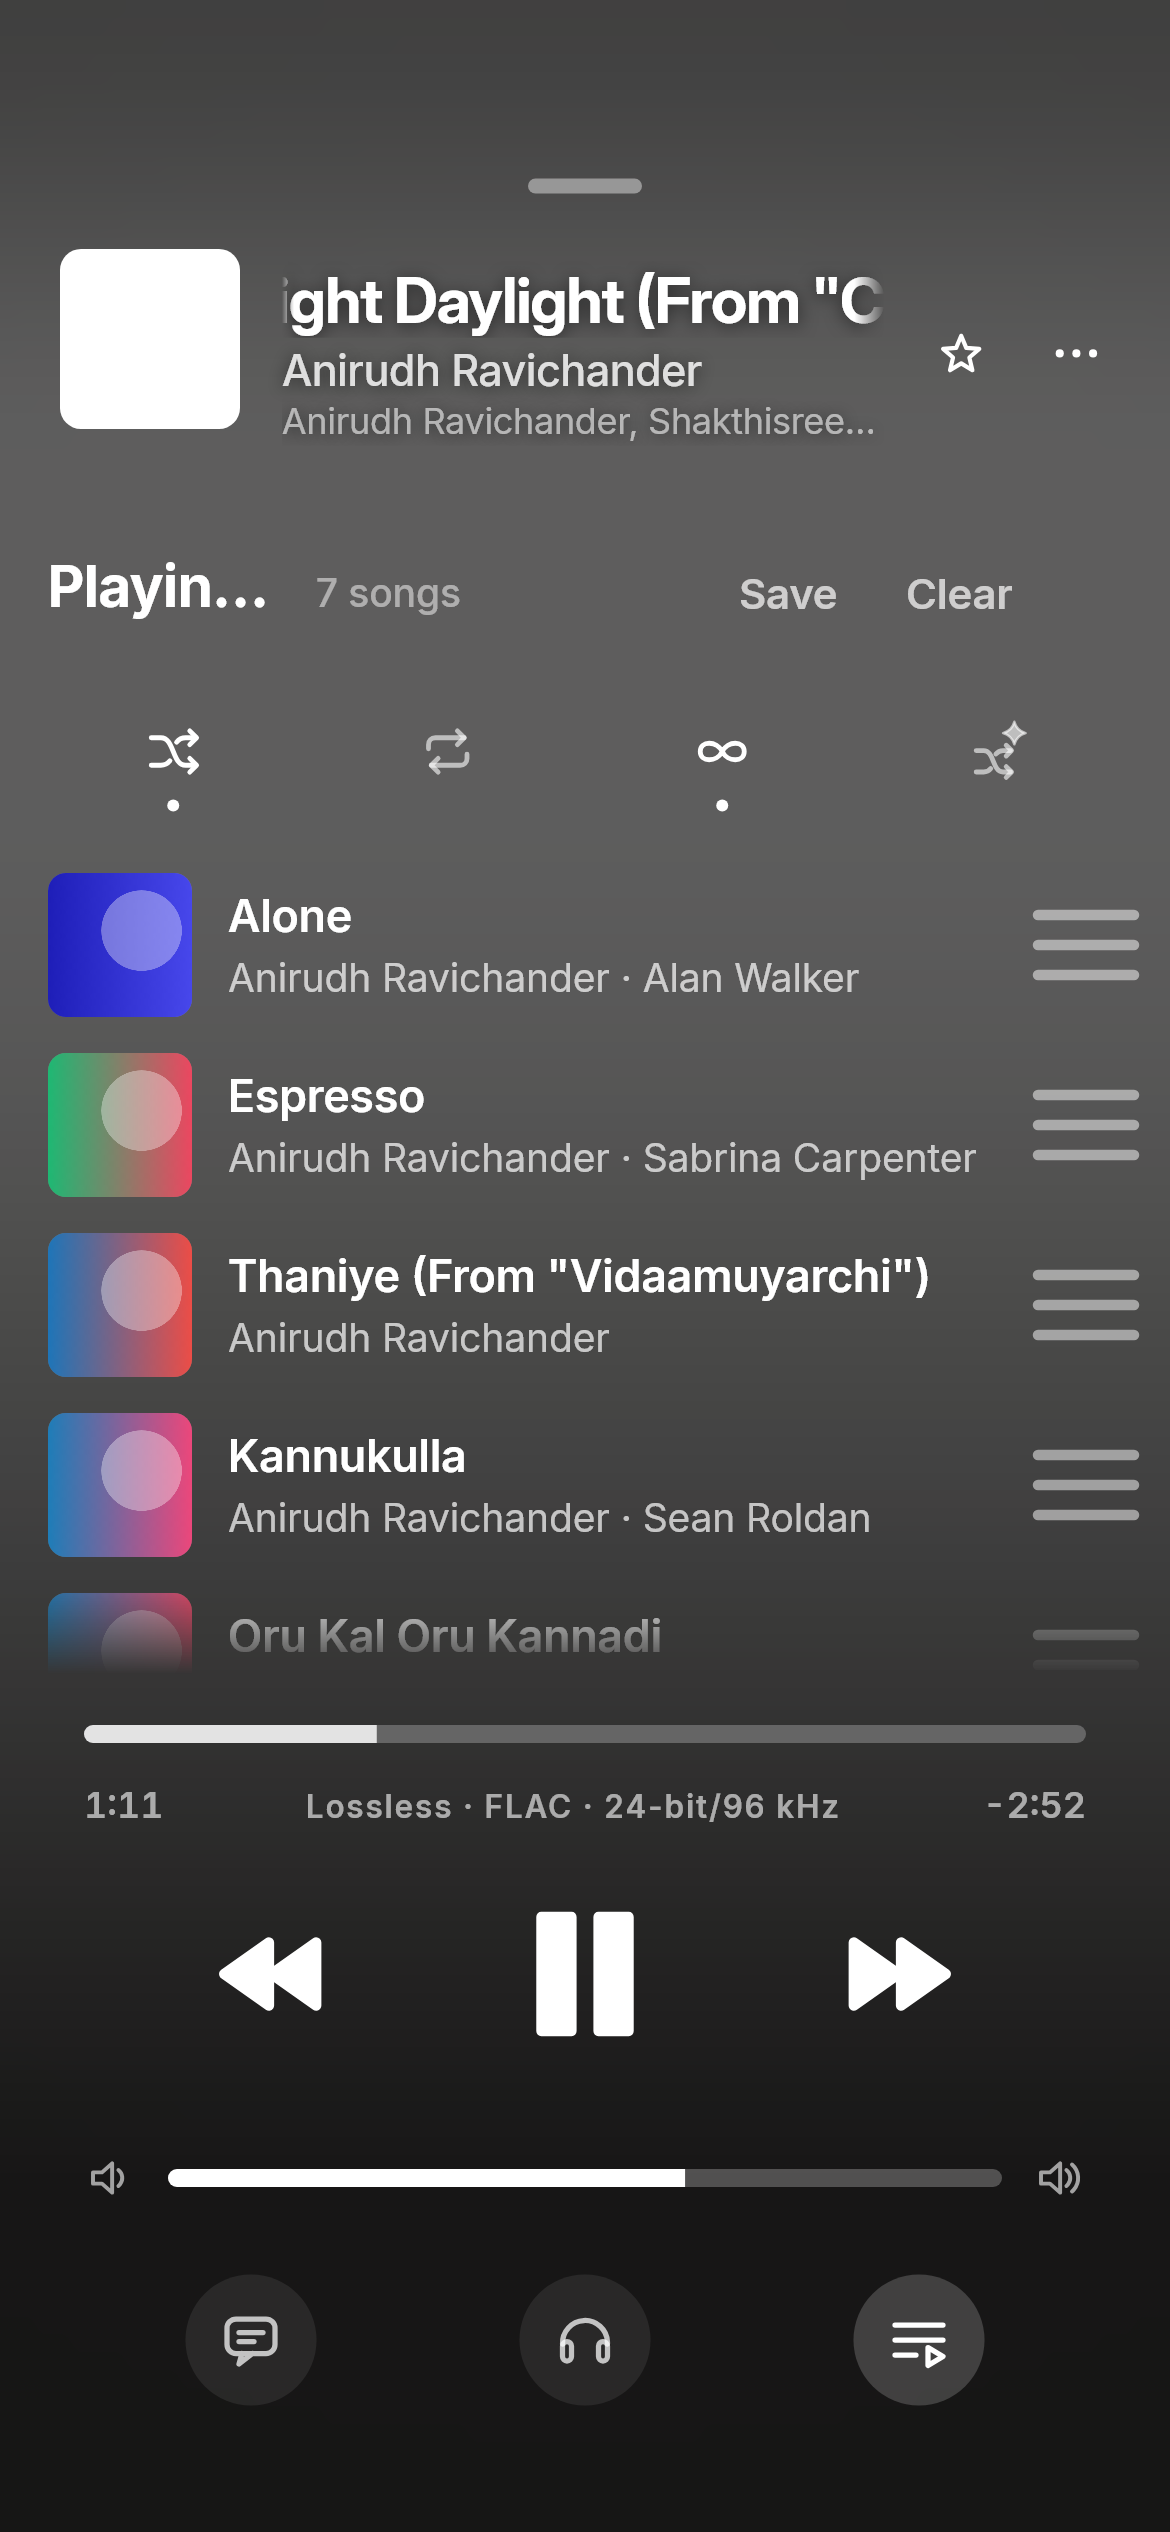 ight Daylight (From "C
Anirudh Ravichander
Anirudh Ravichander, Shakthisree...
Playin... 7 songs Save Clear
Alone
Anirudh Ravichander · Alan Walker
Espresso
Anirudh Ravichander · Sabrina Carpenter
Thaniye (From "Vidaamuyarchi")
Anirudh Ravichander
Kannukulla
Anirudh Ravichander · Sean Roldan
Oru Kal Oru Kannadi
1:11 Lossless · FLAC · 24-bit/96 kHz -2:52